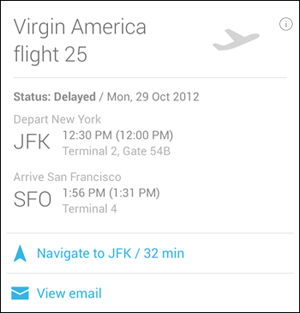 Virgin America
flight 25
Status: Delayed / Mon, 29 Oct 2012
Depart New York
JFK 12:30 PM (12:00 PM)
Terminal 2, Gate 54B
Arrive San Francisco
SFO 1:56 PM (1:31 PM)
Terminal 4
Navigate to JFK / 32 min
View email